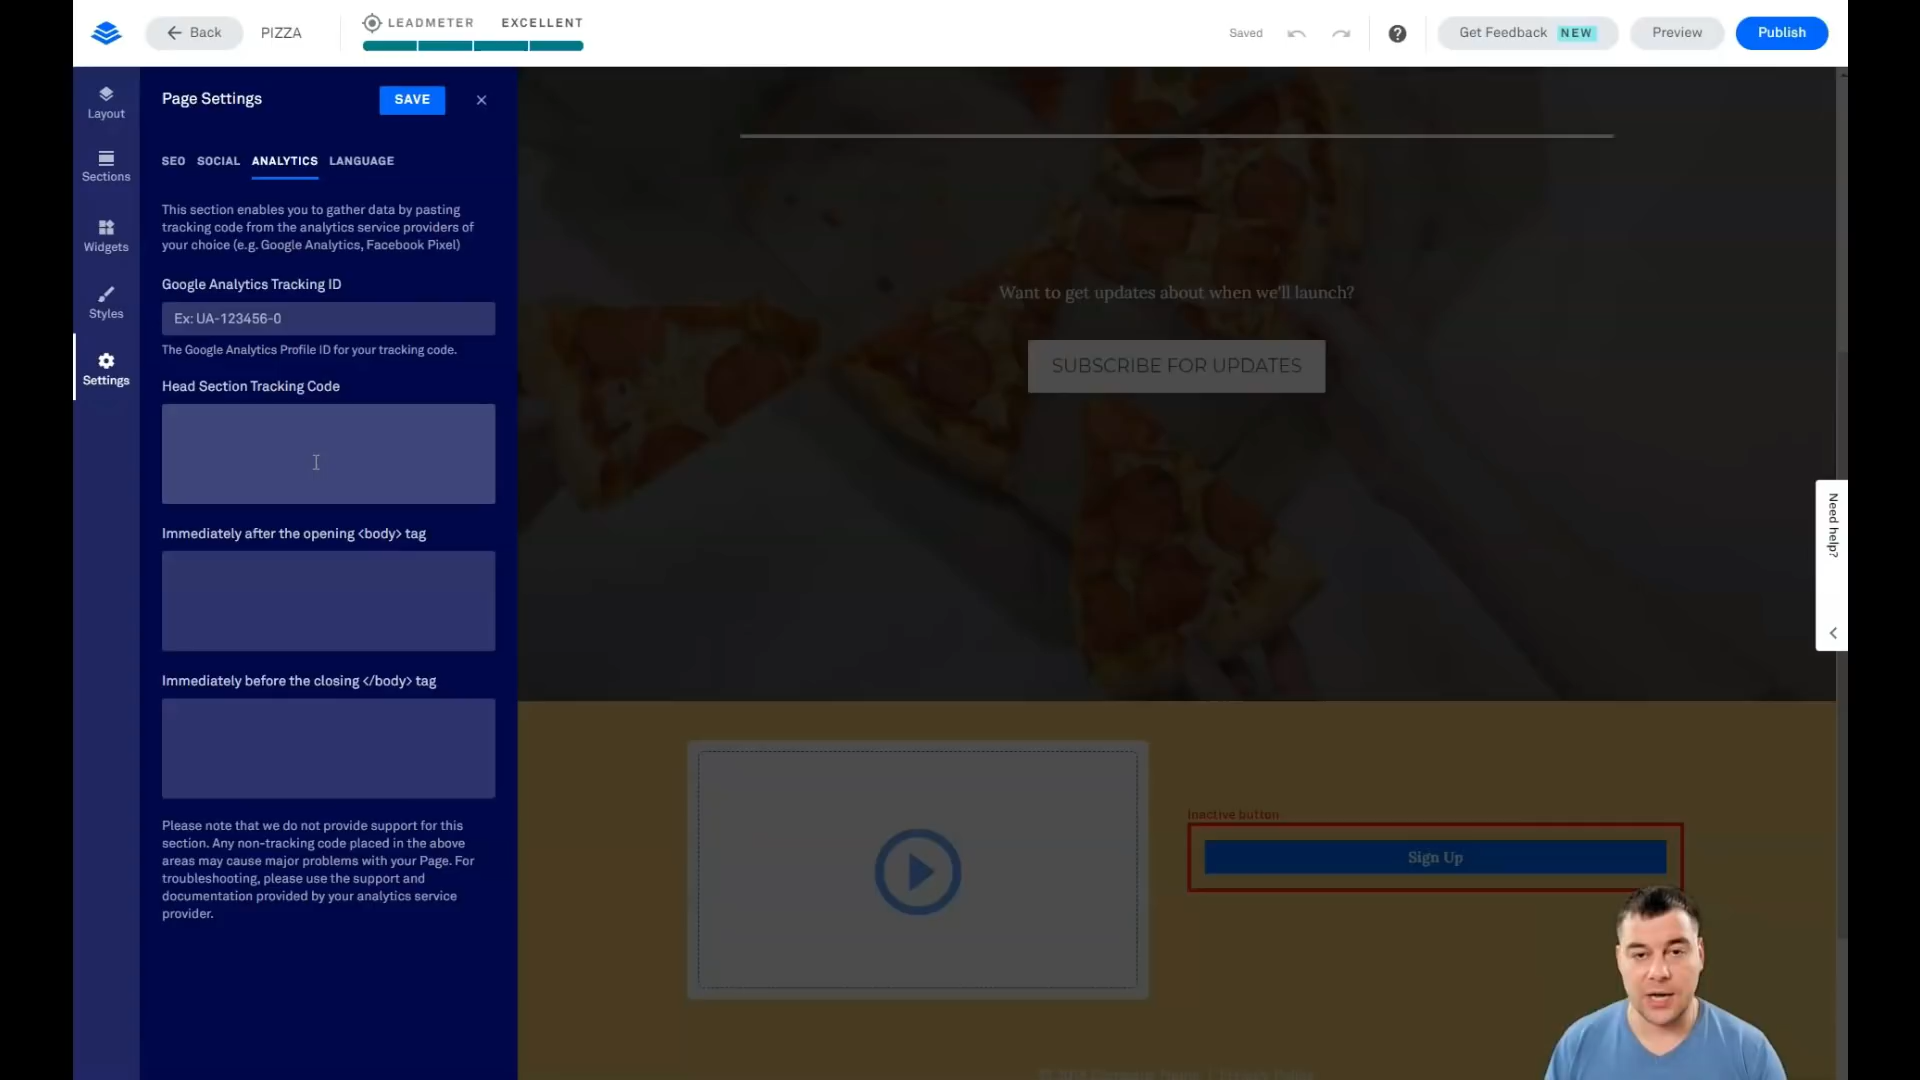 Back
PIZZA
LEADMETER EXCELLENT
Saved
Get Feedback NEW
Preview
Publish
Layout
Sections
Widgets
Styles
Settings
Page Settings
SAVE
SEO SOCIAL ANALYTICS LANGUAGE
This section enables you to gather data by pasting
tracking code from the analytics service providers of
your choice (e.g. Google Analytics, Facebook Pixel)
Google Analytics Tracking ID
Ex: UA-123456-0
The Google Analytics Profile ID for your tracking code.
Head Section Tracking Code
Immediately after the opening <body> tag
Immediately before the closing </body> tag
Please note that we do not provide support for this
section. Any non-tracking code placed in the above
areas may cause major problems with your Page. For
troubleshooting, please use the support and
documentation provided by your analytics service
provider.
Want to get updates about when we'll launch?
SUBSCRIBE FOR UPDATES
Need help?
Inactive button
Sign Up